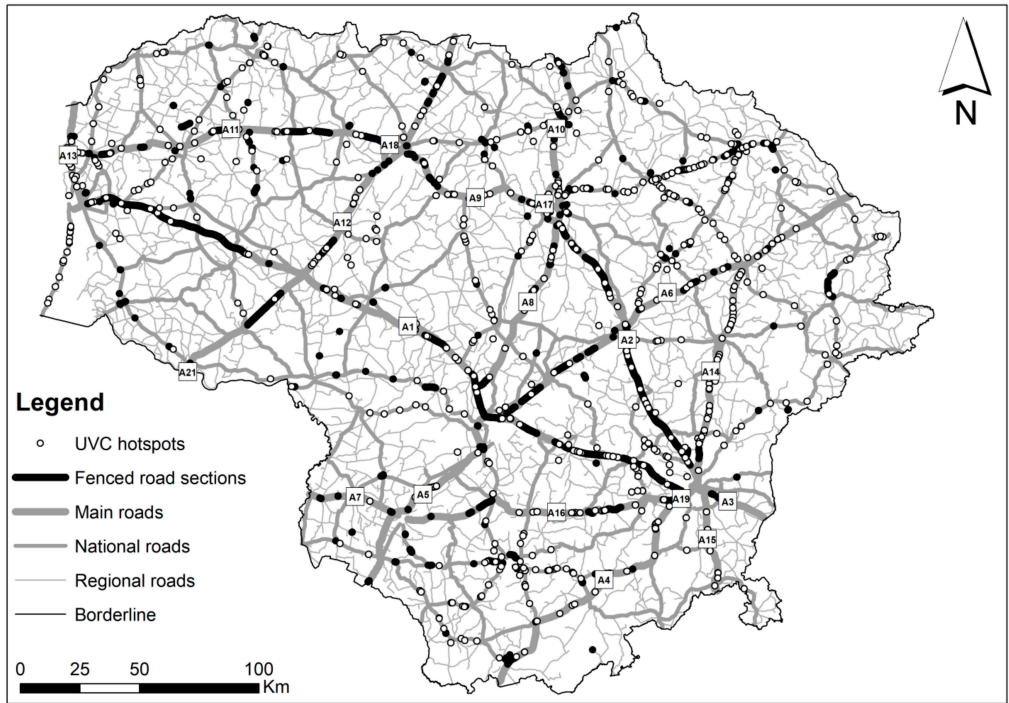 N
A10
A11
A18
A13
A9
A17
A12
A6
A8
A1
A2
A14
A21
Legend
UVC hotspots
Fenced road sections
Main roads
National roads
Regional roads
Borderline
A7
A5
A19
A3
A16
A15
A4
0 25 50 100
Km